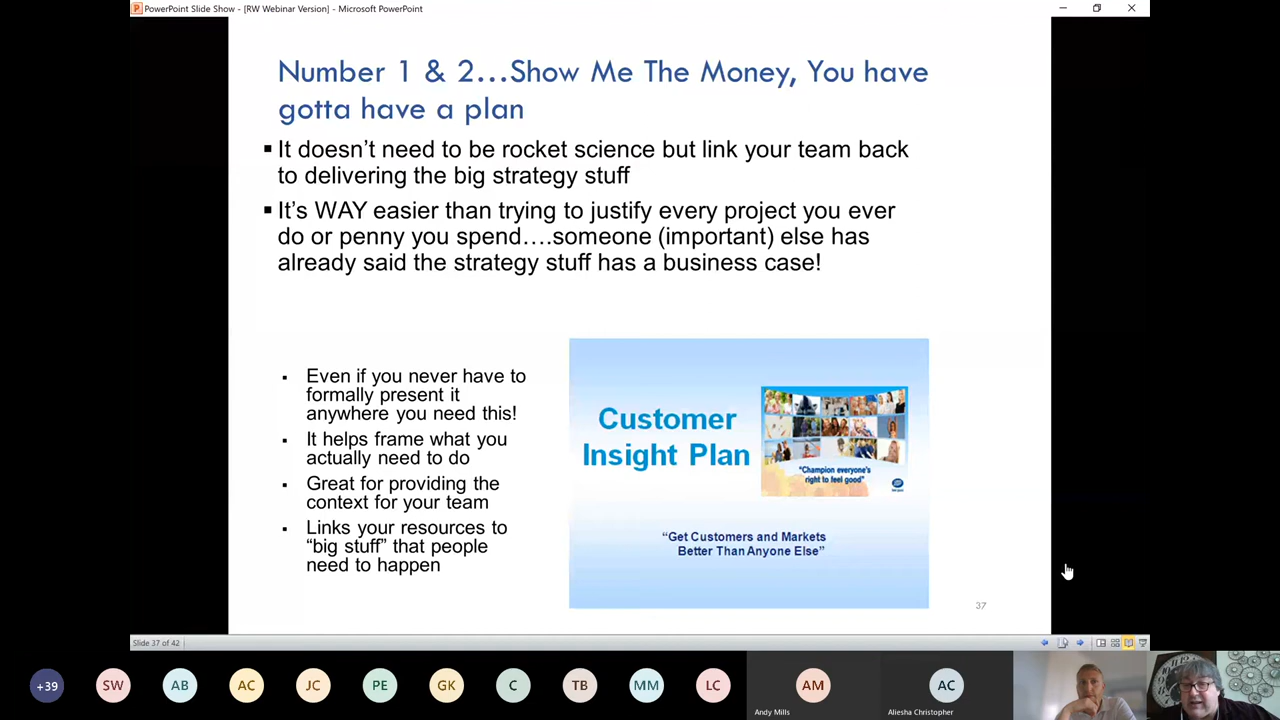 PowerPoint Slide Show - [RW Webinar Version] - Microsoft PowerPoint
Number 1 & 2…Show Me The Money, You have
gotta have a plan
▪ It doesn’t need to be rocket science but link your team back
to delivering the big strategy stuff
▪ It’s WAY easier than trying to justify every project you ever
do or penny you spend….someone (important) else has
already said the strategy stuff has a business case!
▪ Even if you never have to
formally present it
anywhere you need this!
▪ It helps frame what you
actually need to do
▪ Great for providing the
context for your team
▪ Links your resources to
“big stuff” that people
need to happen
Customer
Insight Plan
“Champion everyone’s
right to feel good”
“Get Customers and Markets
Better Than Anyone Else”
37
Slide 37 of 42
+39
SW
AB
AC
JC
PE
GK
C
TB
MM
LC
AM
Andy Mills
AC
Aliesha Christopher